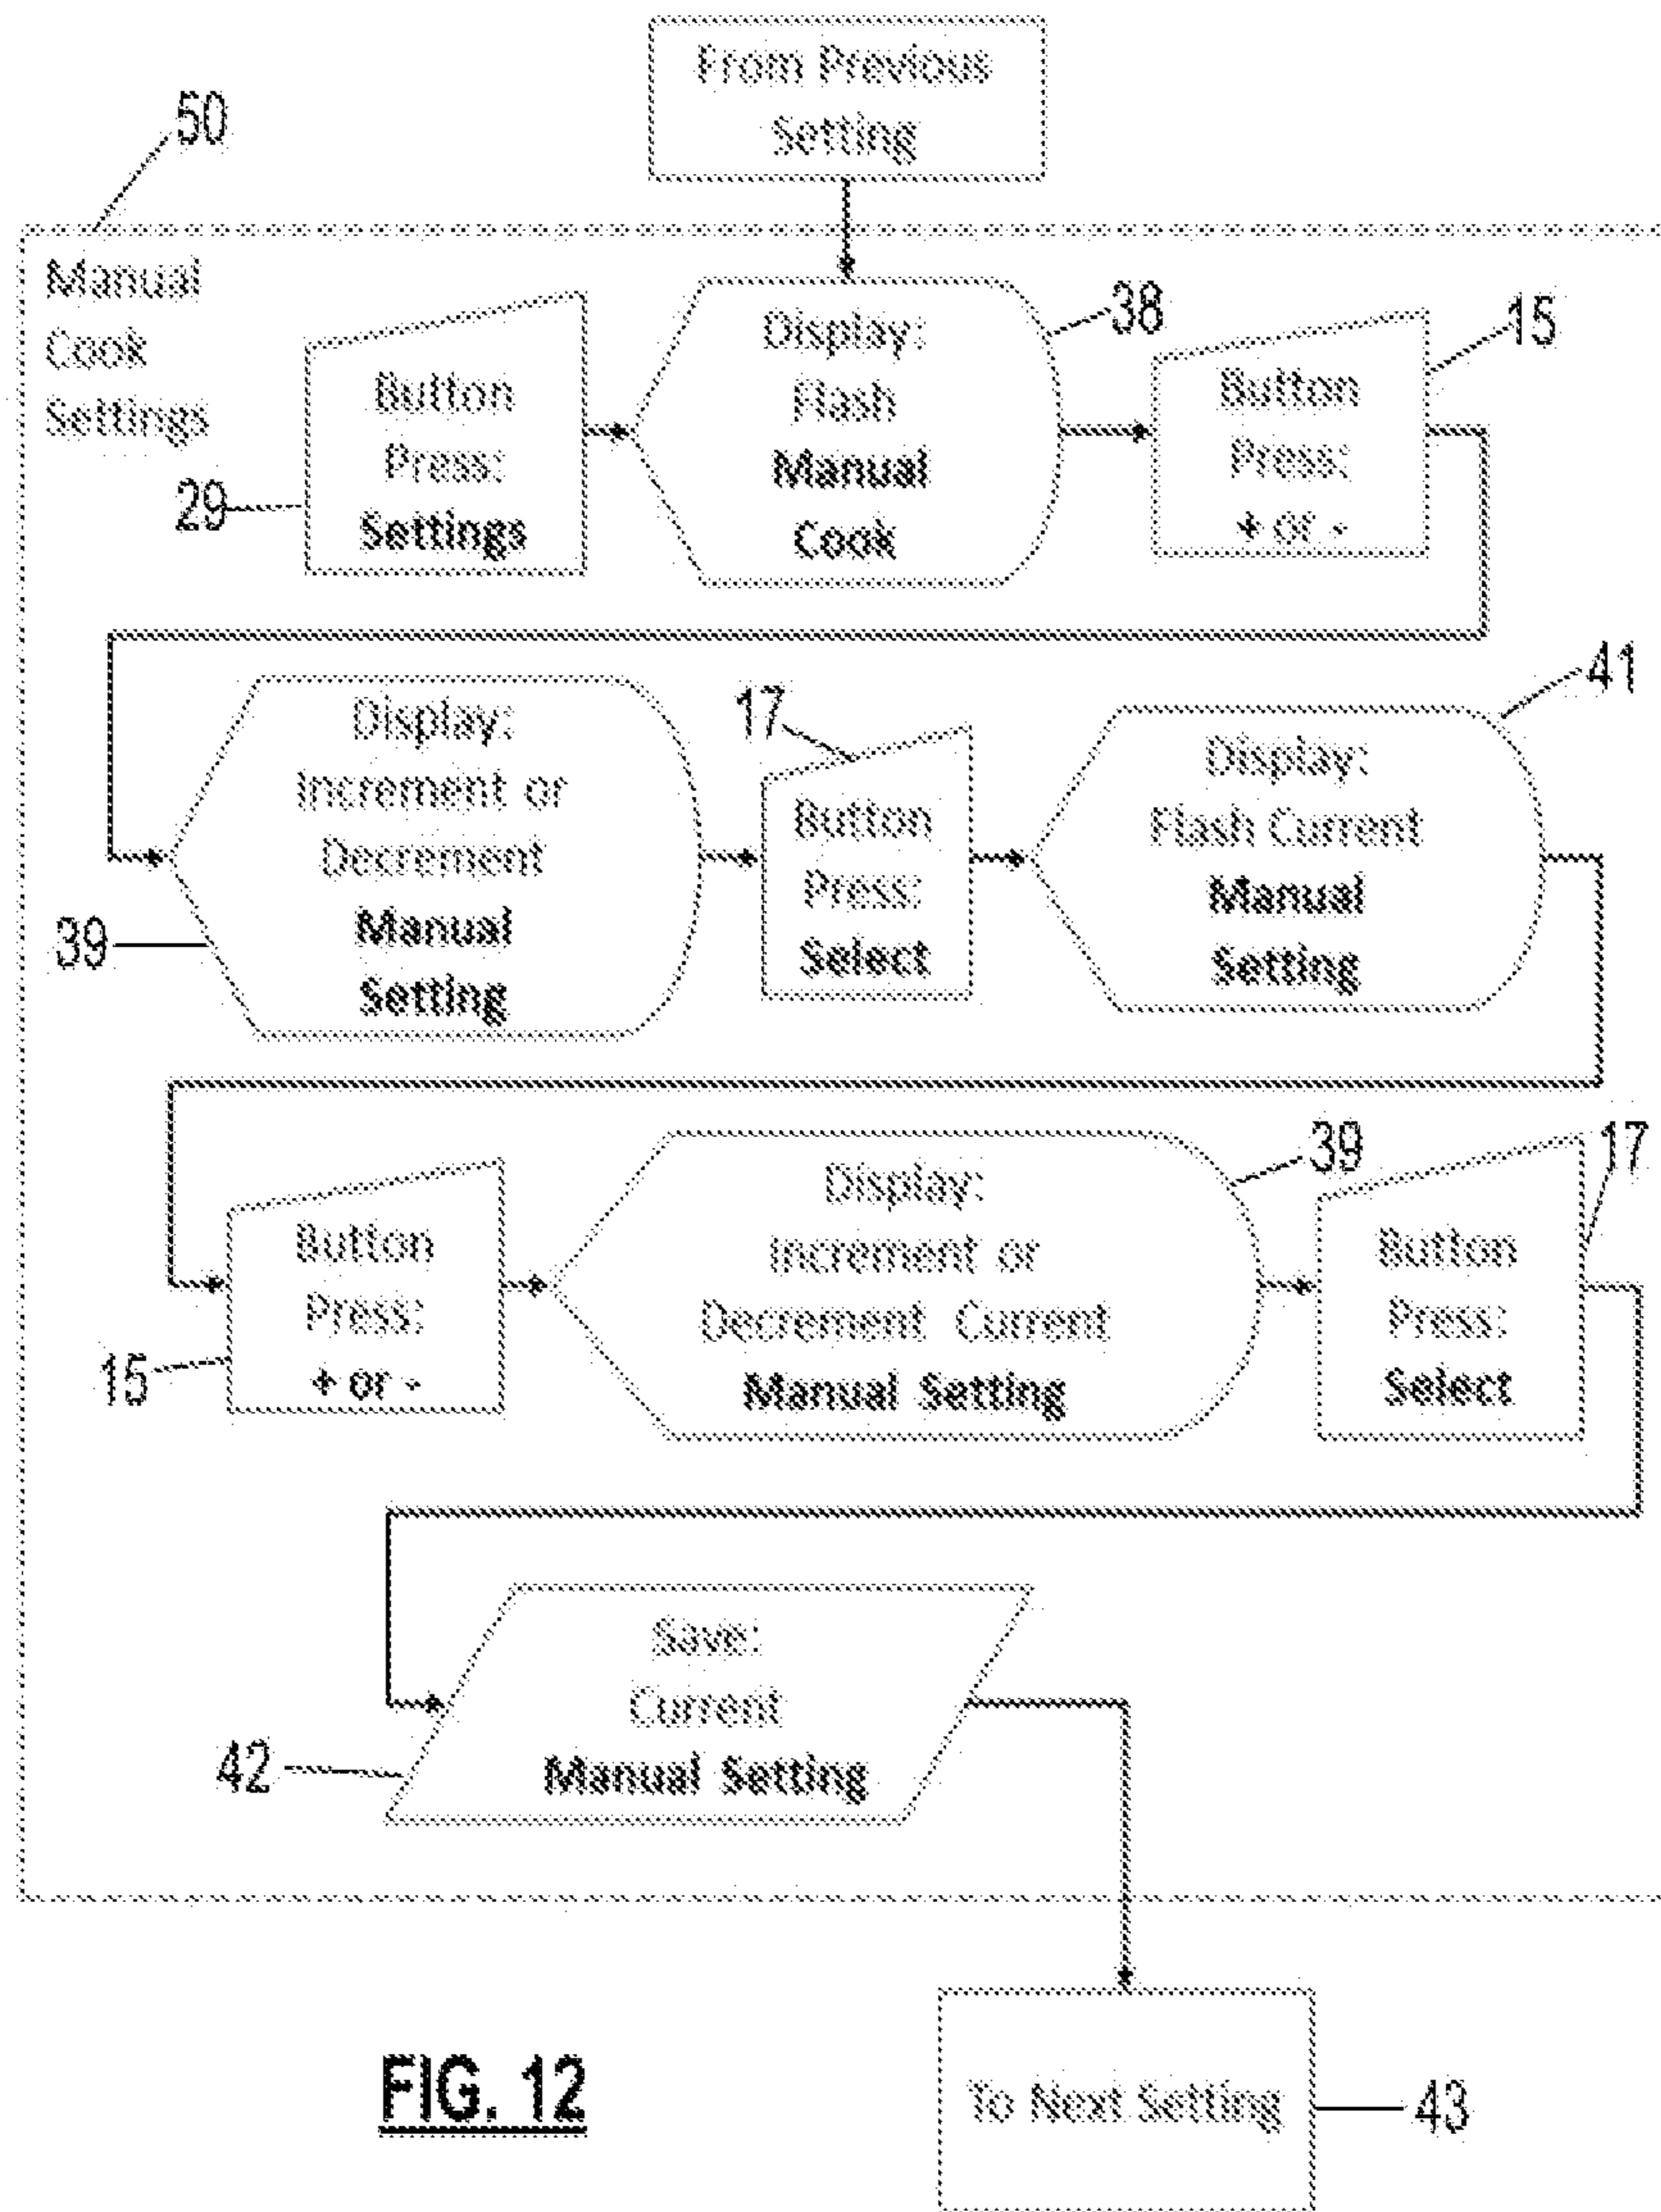 From Previous
Setting
50
Manual
Cook
Settings
Button
Press:
Settings
29
Display:
Flash
Manual
Cook
38
Button
Press:
+ or -
15
Display:
Increment or
Decrement
Manual
Setting
39
17
Button
Press:
Select
Display:
Flash Current
Manual
Setting
41
Button
Press:
+ or -
15
Display:
Increment or
Decrement Current
Manual Setting
39
Button
Press:
Select
17
Save:
Current
Manual Setting
42
To Next Setting
43
FIG. 12